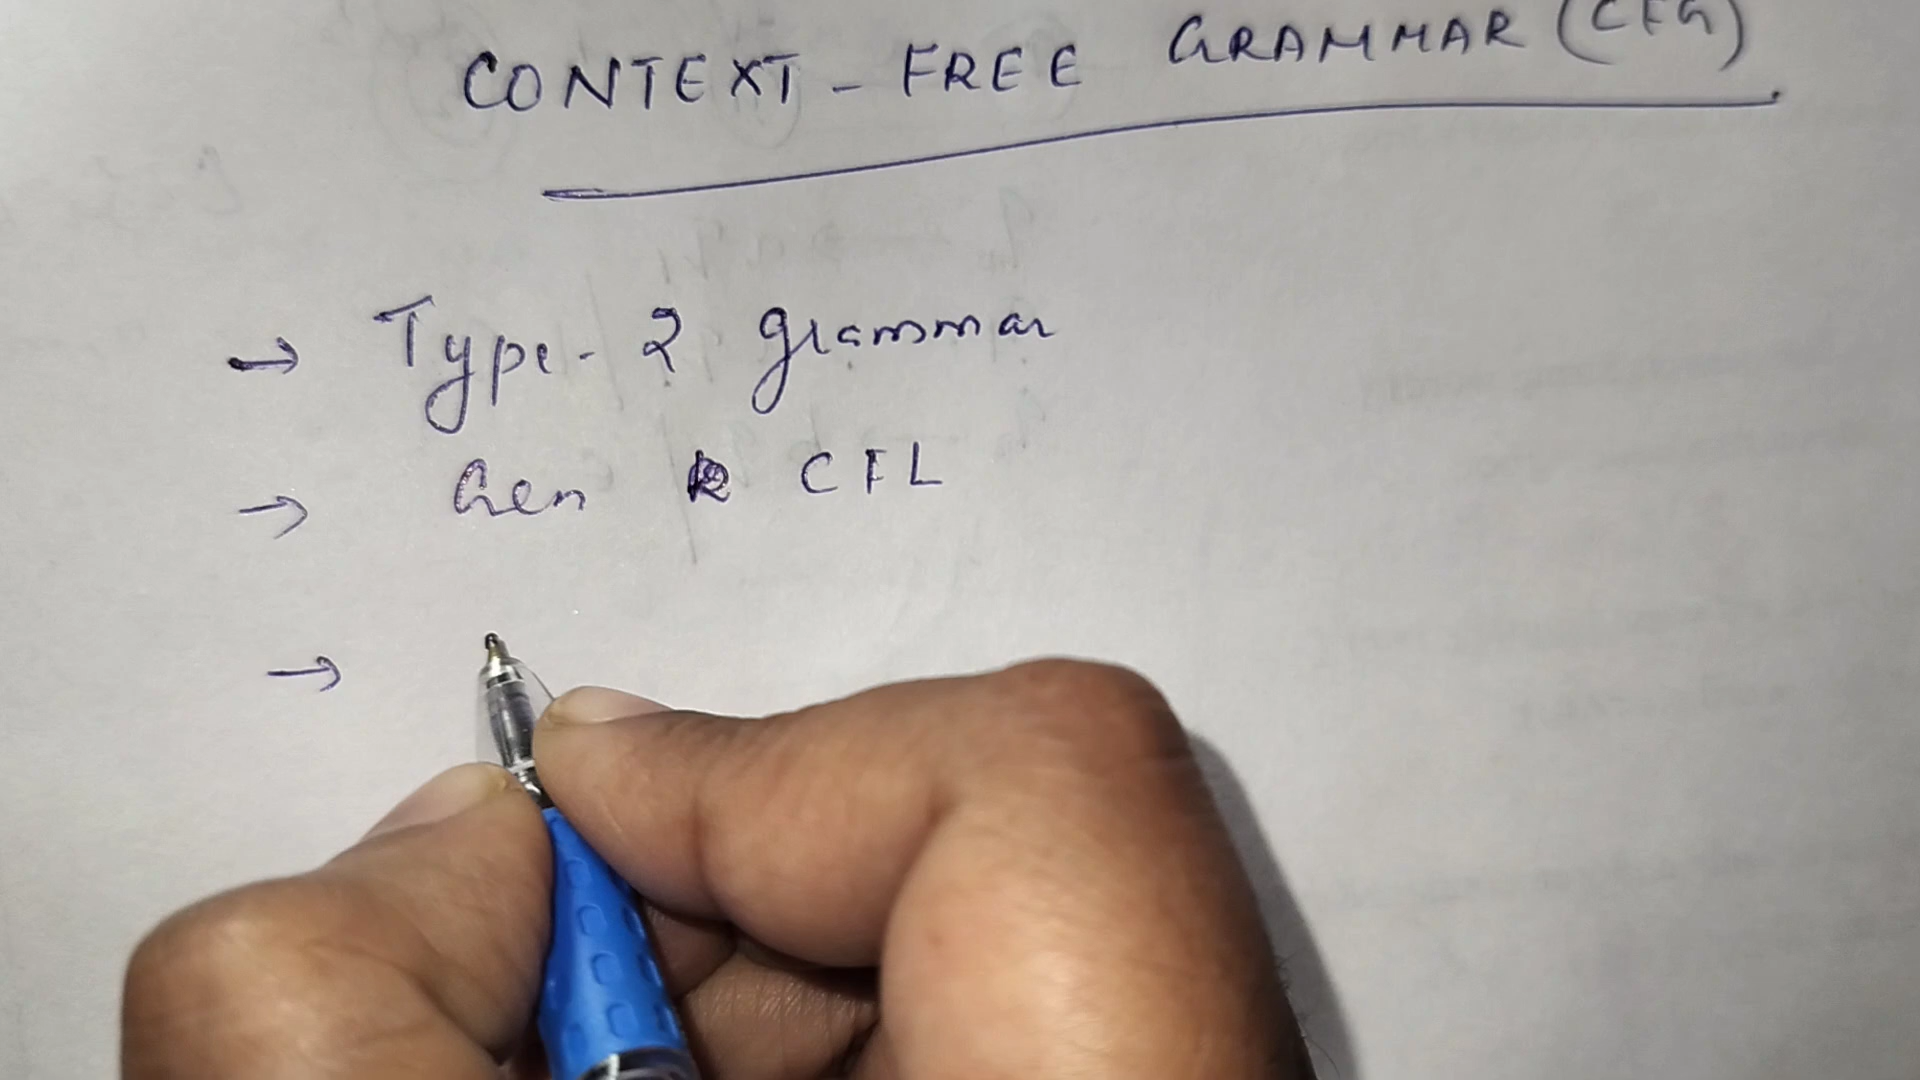 CONTEXT - FREE GRAMMAR (CFG)
→ Type - 2 grammar
→ Gen CFL
→